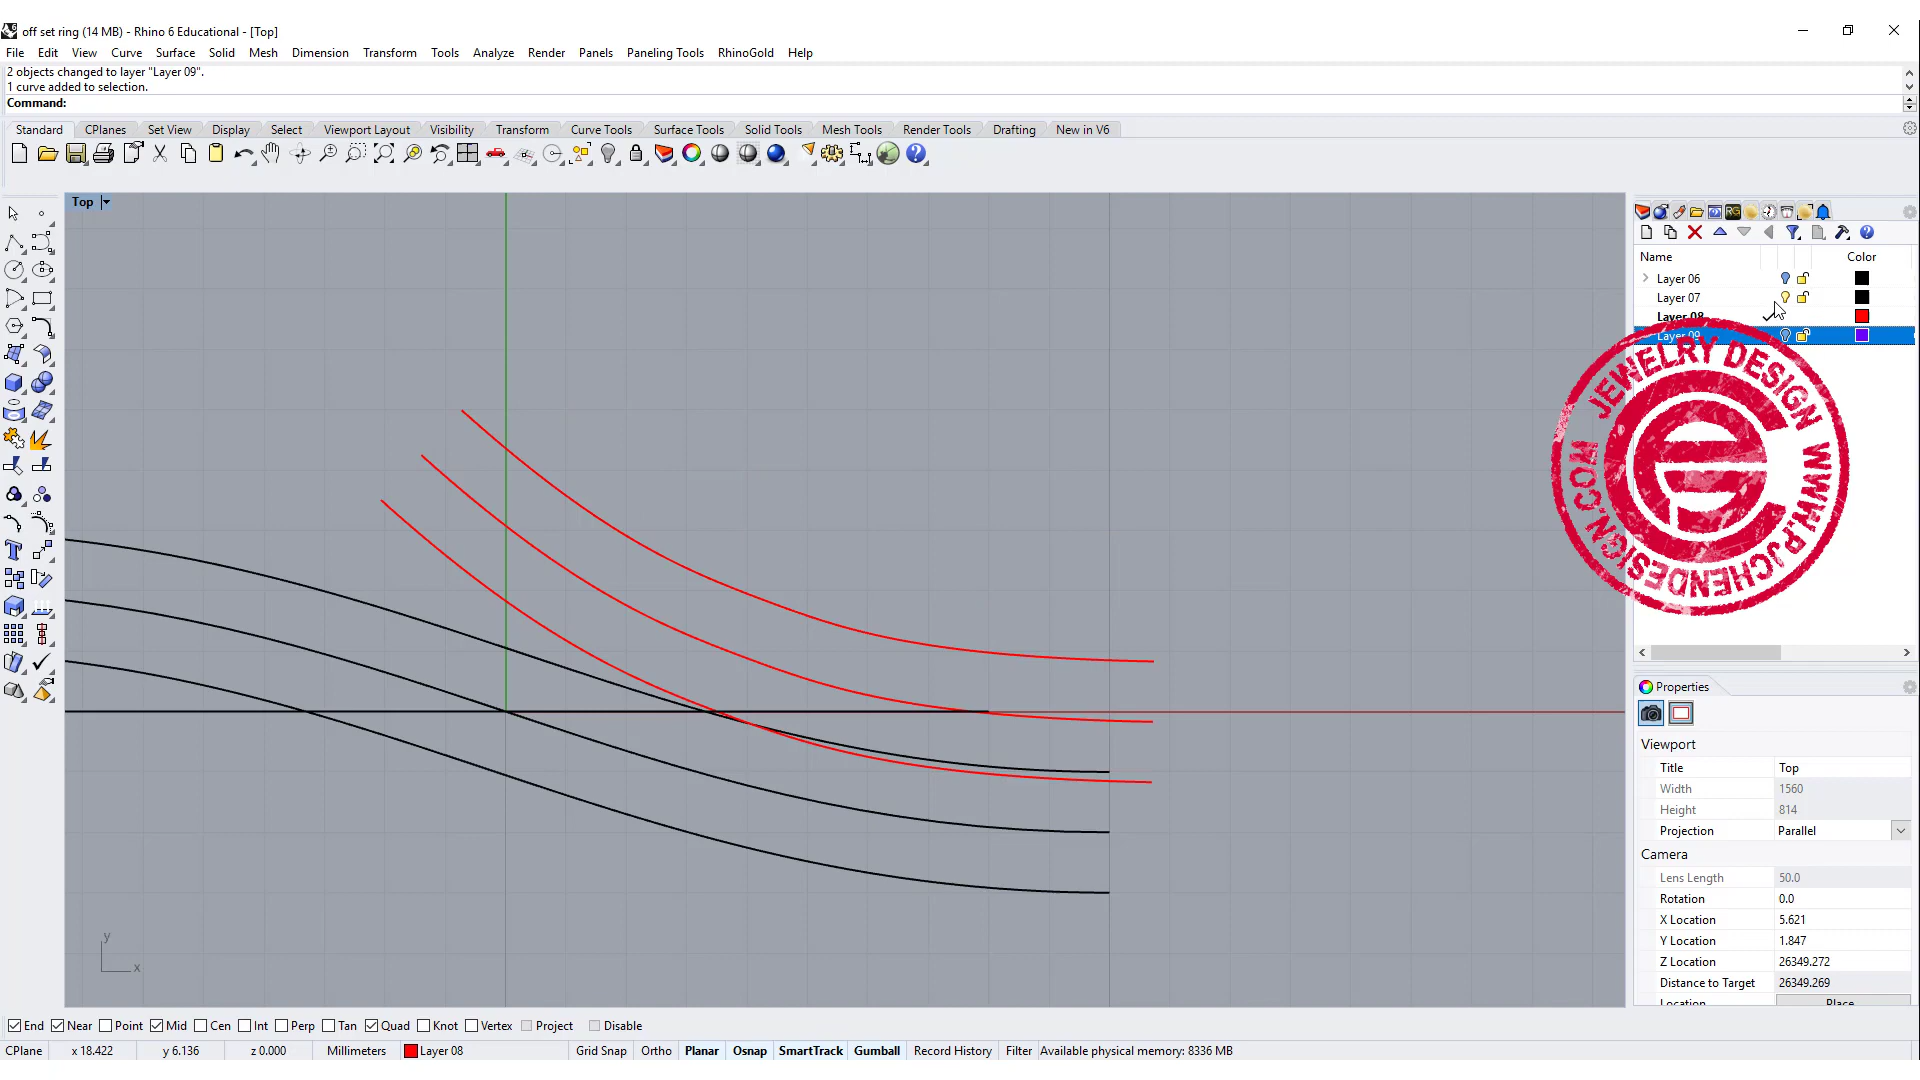 off set ring (14 MB) - Rhino 6 Educational - [Top]
File Edit View Curve Surface Solid Mesh Dimension Transform Tools Analyze Render Panels Paneling Tools RhinoGold Help
2 objects changed to layer "Layer 09".
1 curve added to selection.
Command:
Standard CPlanes Set View Display Select Viewport Layout Visibility Transform Curve Tools Surface Tools Solid Tools Mesh Tools Render Tools Drafting New in V6
Top
Name Color
Layer 06
Layer 07
Layer 08
Layer 09
JEWELRY DESIGN WWW.PJCHENDESIGN.COM
Properties
Viewport
Title Top
Width 1560
Height 814
Projection Parallel
Camera
Lens Length 50.0
Rotation 0.0
X Location 5.621
Y Location 1.847
Z Location 26349.272
Distance to Target 26349.269
Location Place
y
x
End Near Point Mid Cen Int Perp Tan Quad Knot Vertex Project Disable
CPlane x 18.422 y 6.136 z 0.000 Millimeters Layer 08 Grid Snap Ortho Planar Osnap SmartTrack Gumball Record History Filter Available physical memory: 8336 MB